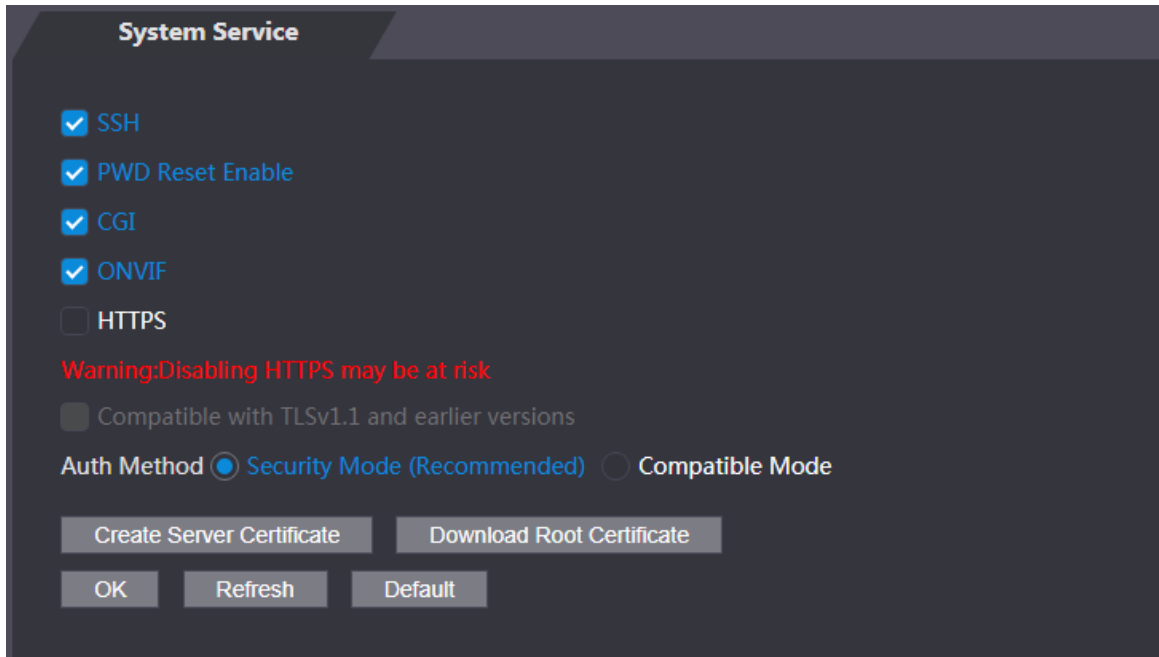 System Service
SSH
PWD Reset Enable
CGI
ONVIF
HTTPS
Warning:Disabling HTTPS may be at risk
Compatible with TLSv1.1 and earlier versions
Auth Method Security Mode (Recommended) Compatible Mode
Create Server Certificate Download Root Certificate
OK Refresh Default